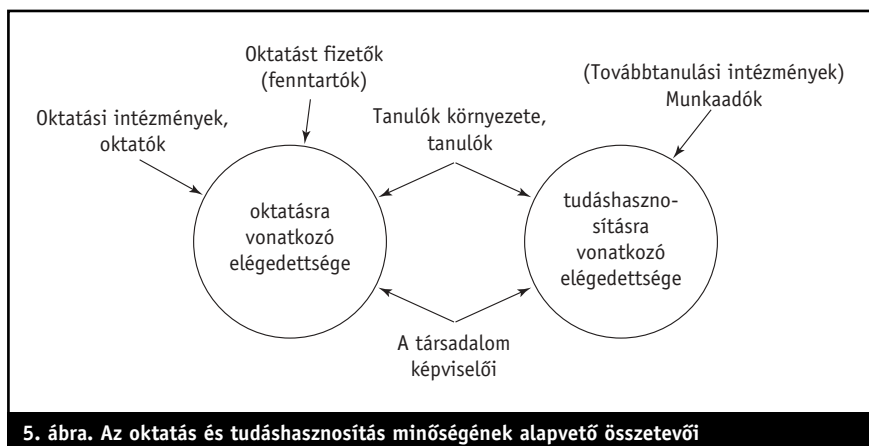 Oktatást fizetők
(fenntartók)
(Továbbtanulási intézmények)
Munkaadók
Oktatási intézmények,
oktatók
Tanulók környezete,
tanulók
oktatásra
vonatkozó
elégedettsége
tudáshaszno-
sításra
vonatkozó
elégedettsége
A társadalom
képviselői
5. ábra. Az oktatás és tudáshasznosítás minőségének alapvető összetevői